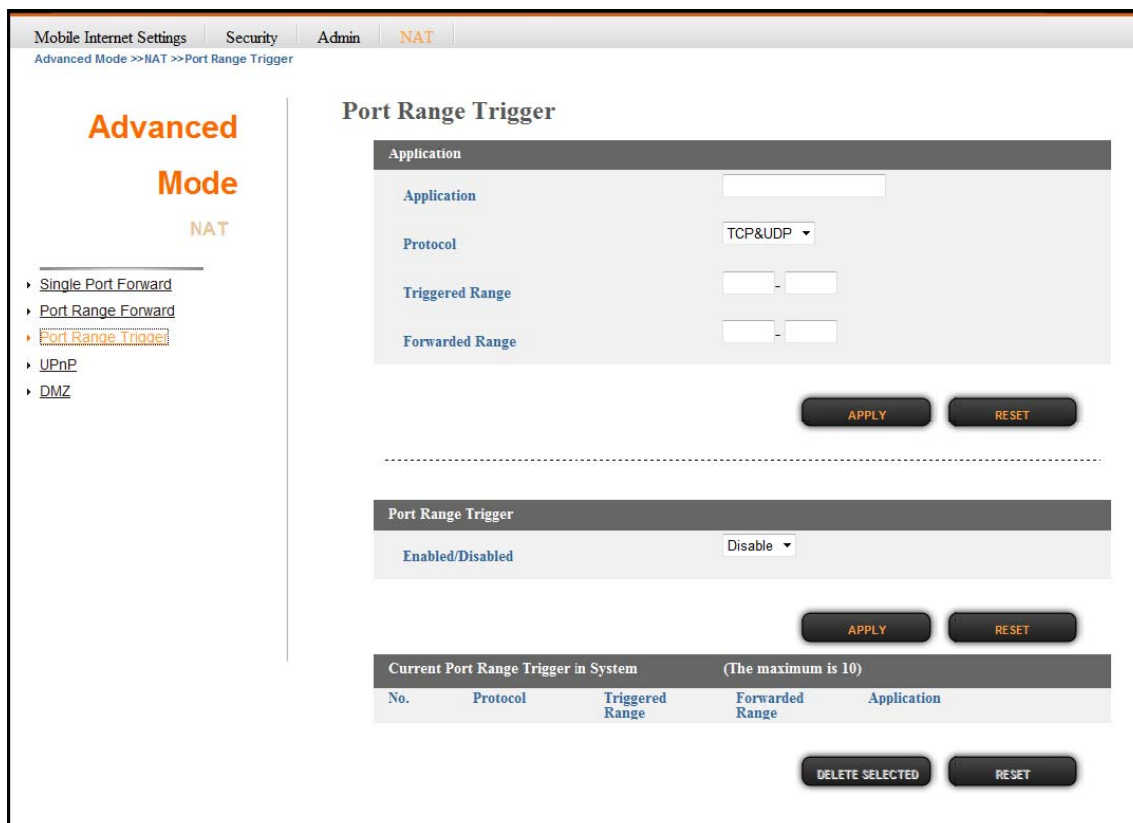 Mobile Internet Settings Security Admin NAT
Advanced Mode >>NAT >>Port Range Trigger
Advanced
Mode
NAT
Single Port Forward
Port Range Forward
Port Range Trigger
UPnP
DMZ
Port Range Trigger
Application
Application
Protocol TCP&UDP
Triggered Range -
Forwarded Range -
APPLY RESET
Port Range Trigger
Enabled/Disabled Disable
APPLY RESET
Current Port Range Trigger in System (The maximum is 10)
No. Protocol Triggered Range Forwarded Range Application
DELETE SELECTED RESET